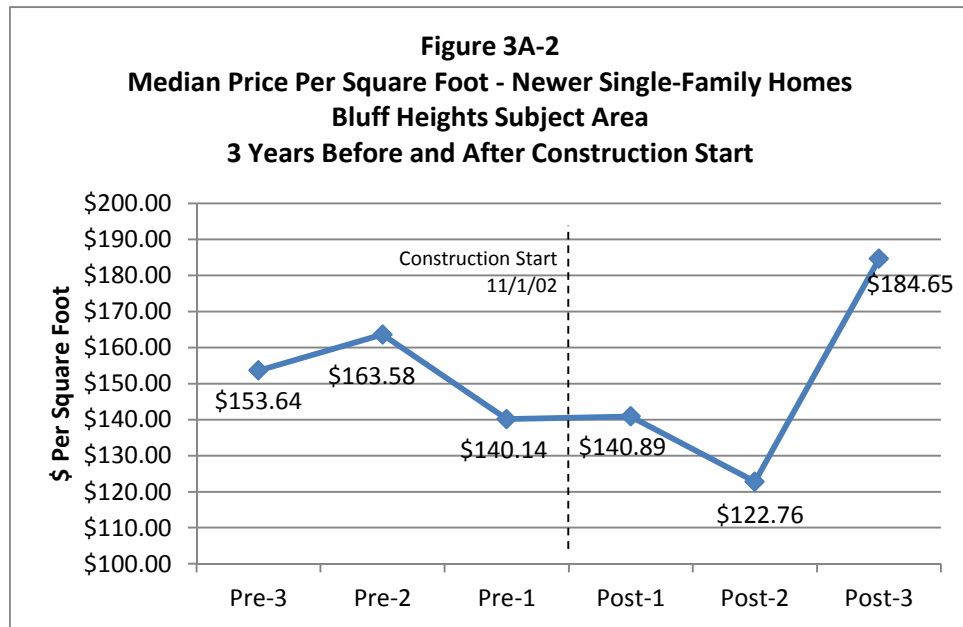 Figure 3A-2
Median Price Per Square Foot - Newer Single-Family Homes
Bluff Heights Subject Area
3 Years Before and After Construction Start
$ Per Square Foot
$200.00
$190.00
$180.00
$170.00
$160.00
$150.00
$140.00
$130.00
$120.00
$110.00
$100.00
Construction Start
11/1/02
$153.64
$163.58
$140.14
$140.89
$122.76
$184.65
Pre-3 Pre-2 Pre-1 Post-1 Post-2 Post-3